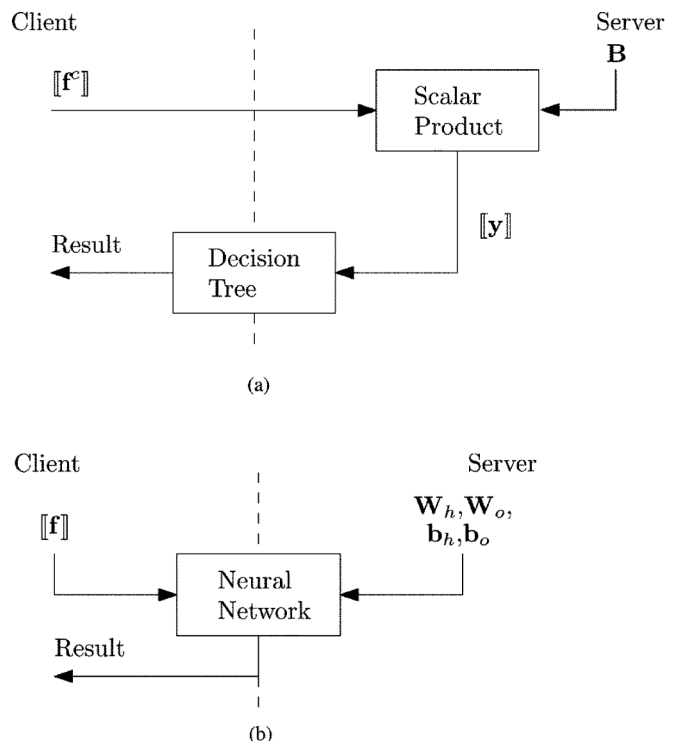 Client Server
⟦f^c⟧ B
Scalar
Product
⟦y⟧
Result
Decision
Tree
(a)
Client Server
⟦f⟧ W_h,W_o,
b_h,b_o
Neural
Network
Result
(b)